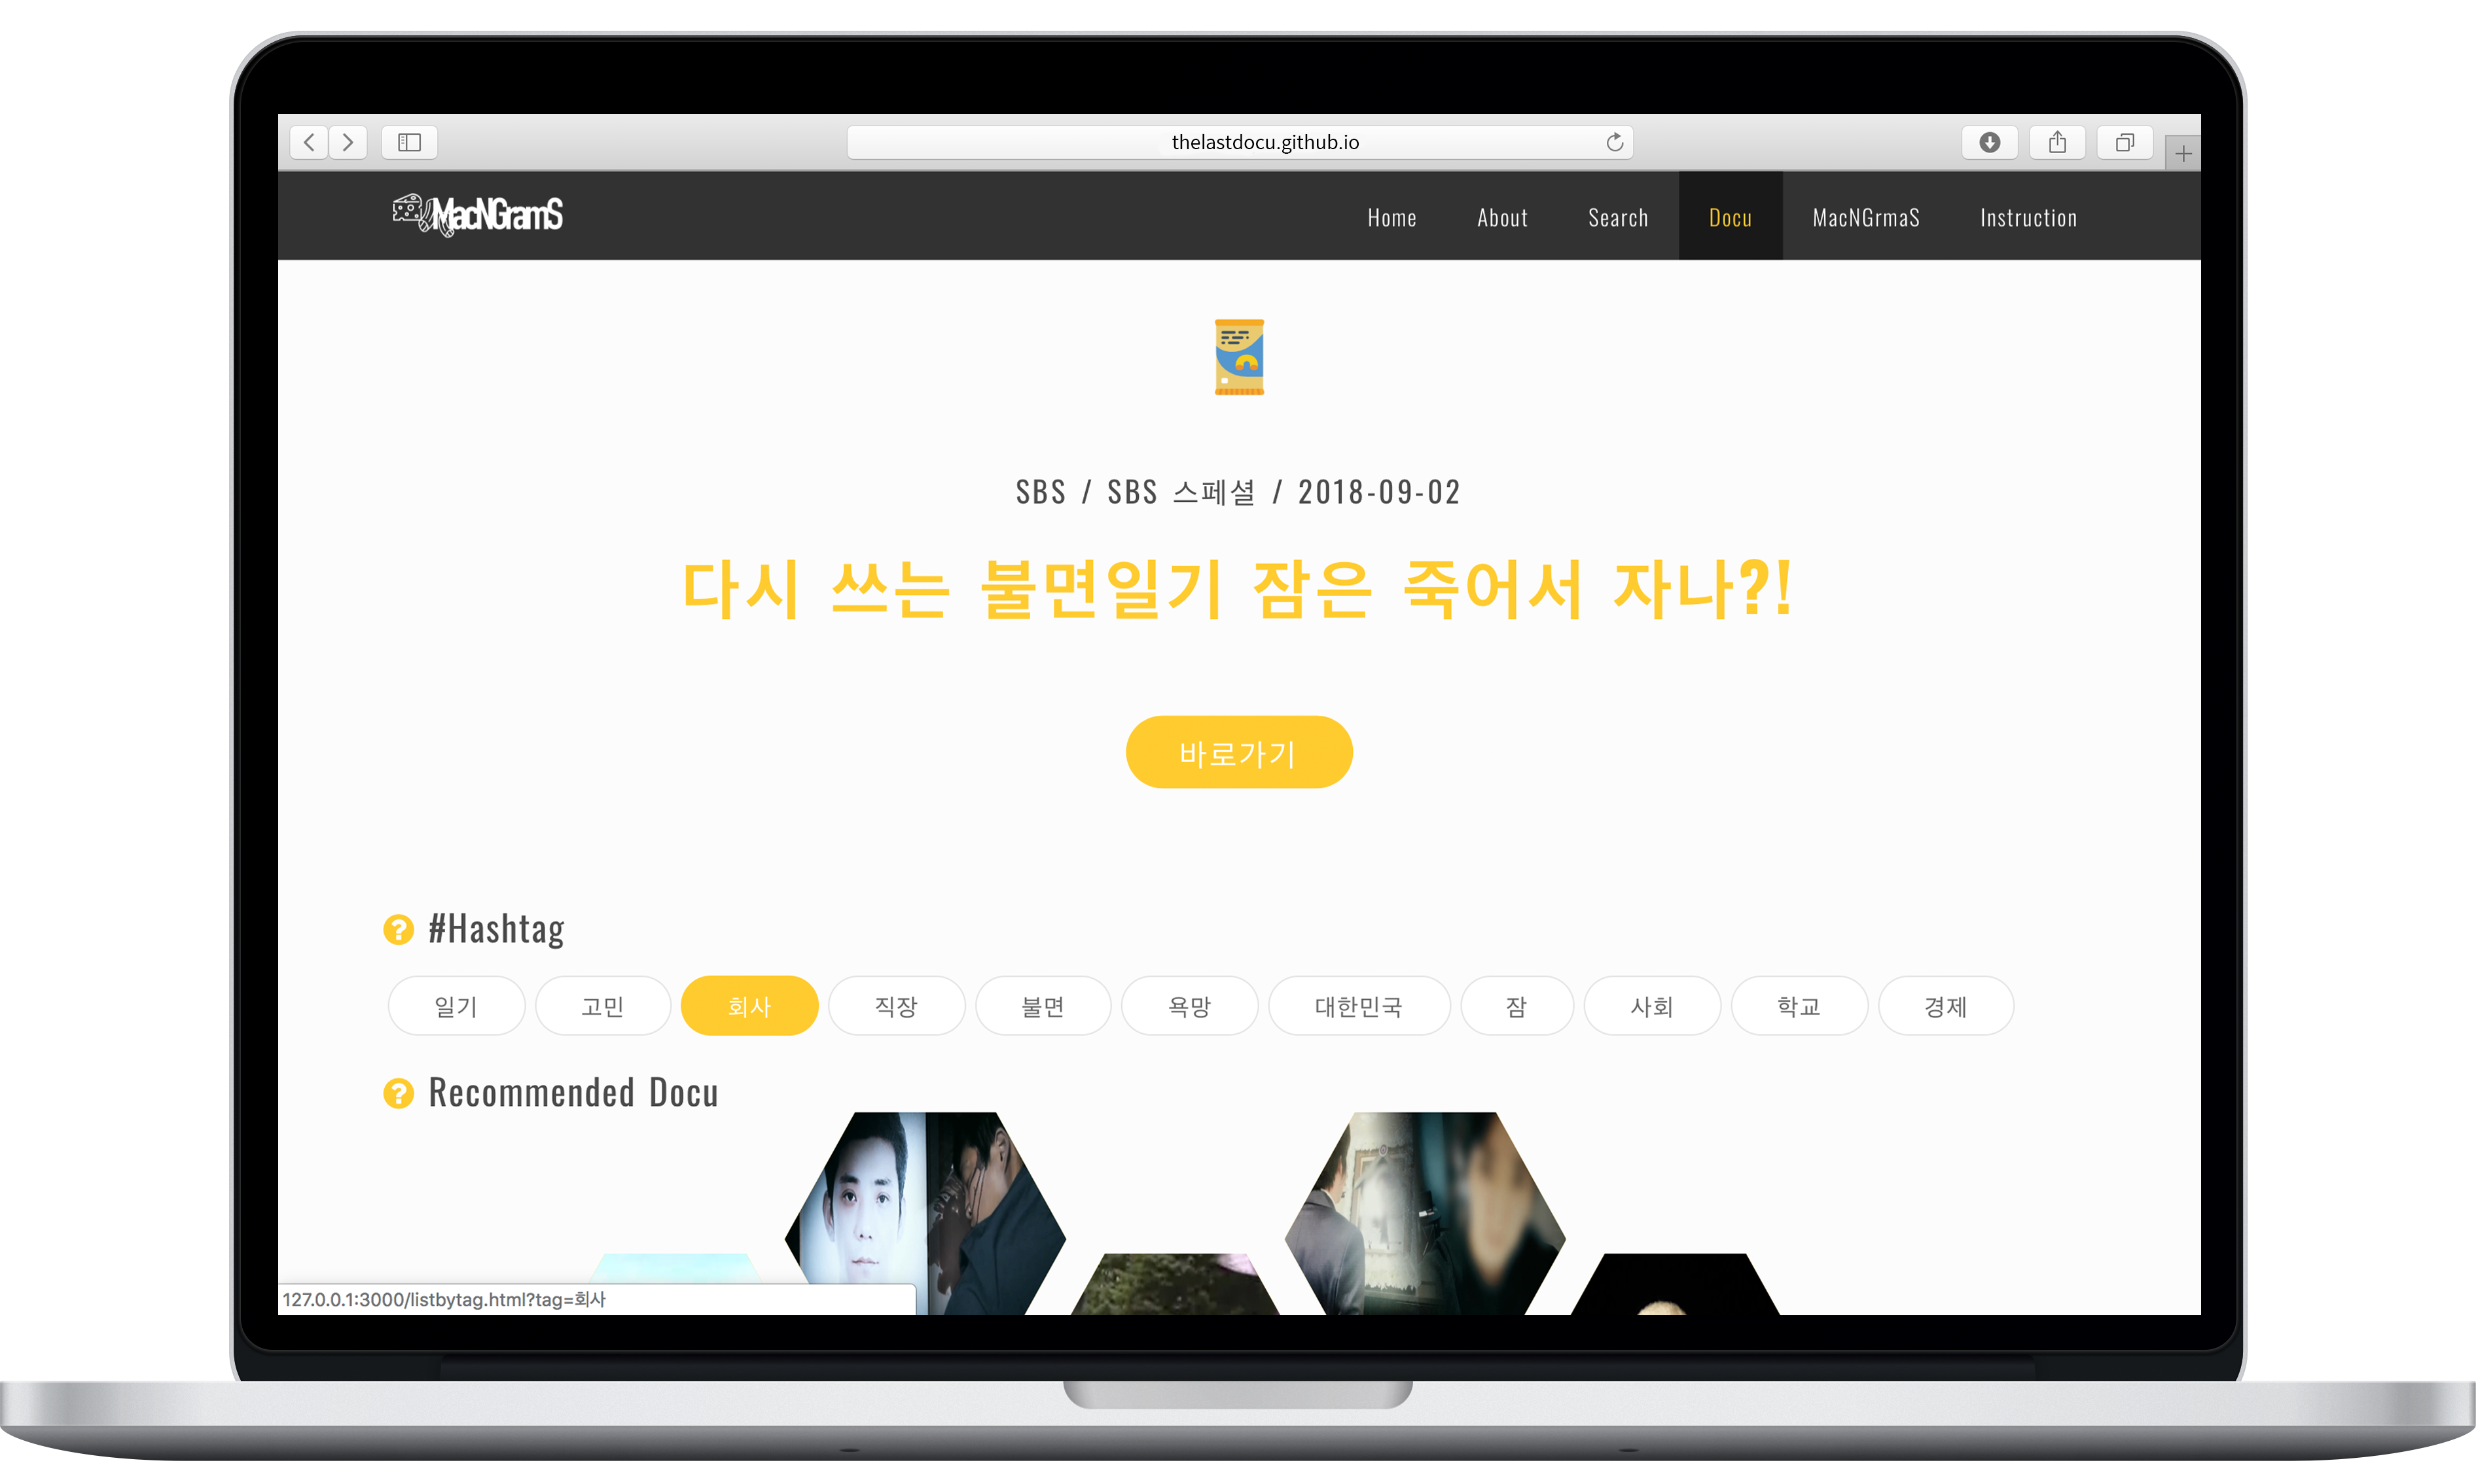 thelastdocu.github.io
MacNGramS
Home About Search Docu MacNGrmaS Instruction
SBS / SBS 스페셜 / 2018-09-02
다시 쓰는 불면일기 잠은 죽어서 자나?!
바로가기
? #Hashtag
일기 고민 회사 직장 불면 욕망 대한민국 잠 사회 학교 경제
? Recommended Docu
127.0.0.1:3000/listbytag.html?tag=회사